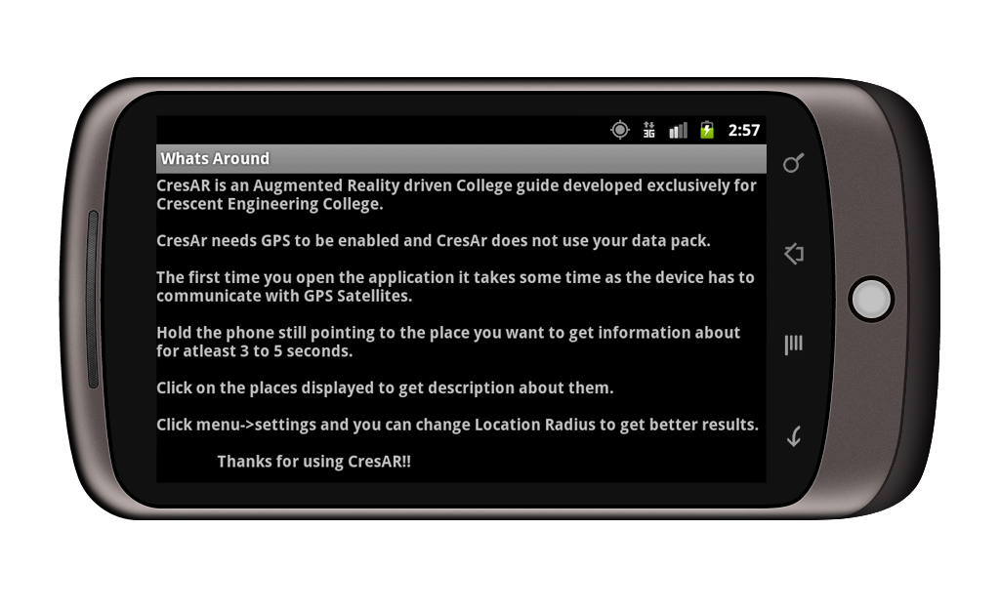 3G 2:57
Whats Around
CresAR is an Augmented Reality driven College guide developed exclusively for
Crescent Engineering College.
CresAr needs GPS to be enabled and CresAr does not use your data pack.
The first time you open the application it takes some time as the device has to
communicate with GPS Satellites.
Hold the phone still pointing to the place you want to get information about
for atleast 3 to 5 seconds.
Click on the places displayed to get description about them.
Click menu->settings and you can change Location Radius to get better results.
Thanks for using CresAR!!